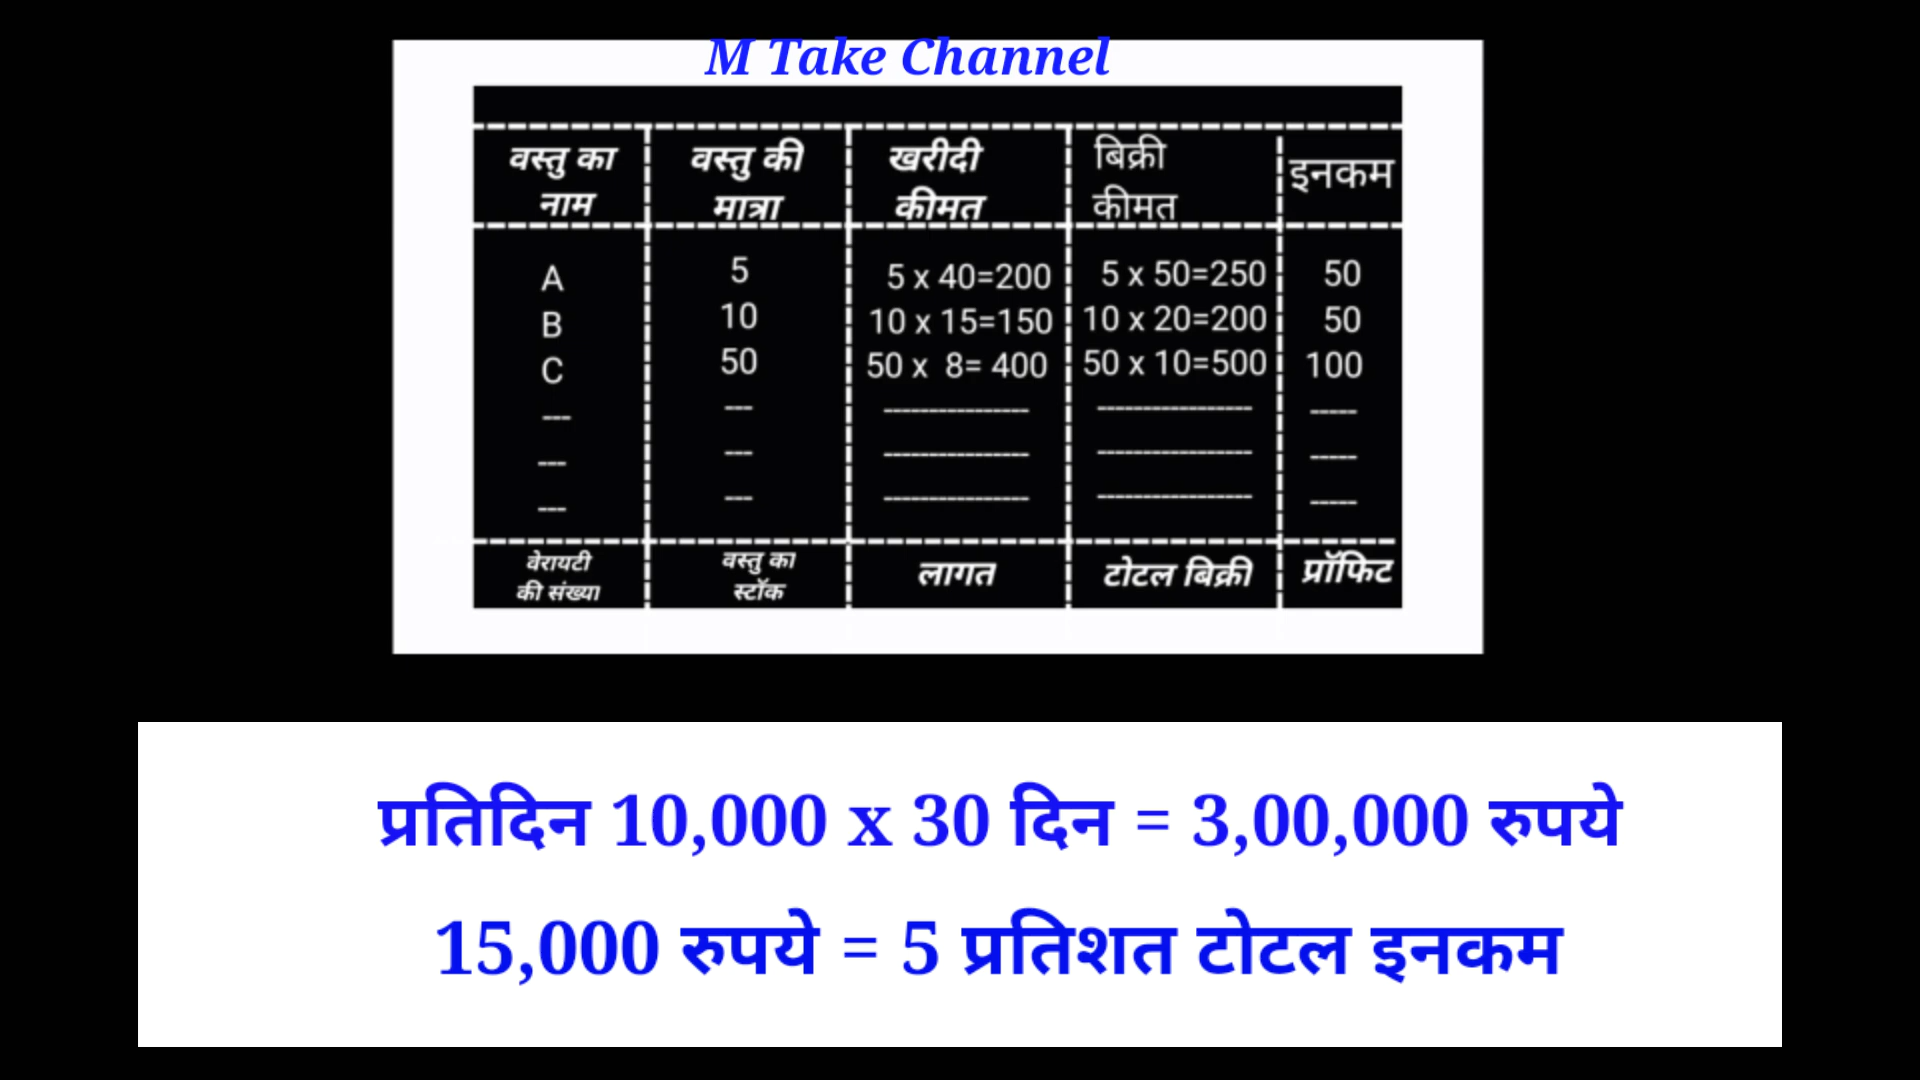 M Take Channel
वस्तु का नाम वस्तु की मात्रा खरीदी कीमत बिक्री कीमत इनकम
A 5 5 x 40=200 5 x 50=250 50
B 10 10 x 15=150 10 x 20=200 50
C 50 50 x 8= 400 50 x 10=500 100
--- --- ---------------- ----------------- -----
--- --- ---------------- ----------------- -----
--- --- ---------------- ----------------- -----
वेरायटी की संख्या वस्तु का स्टॉक लागत टोटल बिक्री प्रॉफिट
प्रतिदिन 10,000 x 30 दिन = 3,00,000 रुपये
15,000 रुपये = 5 प्रतिशत टोटल इनकम